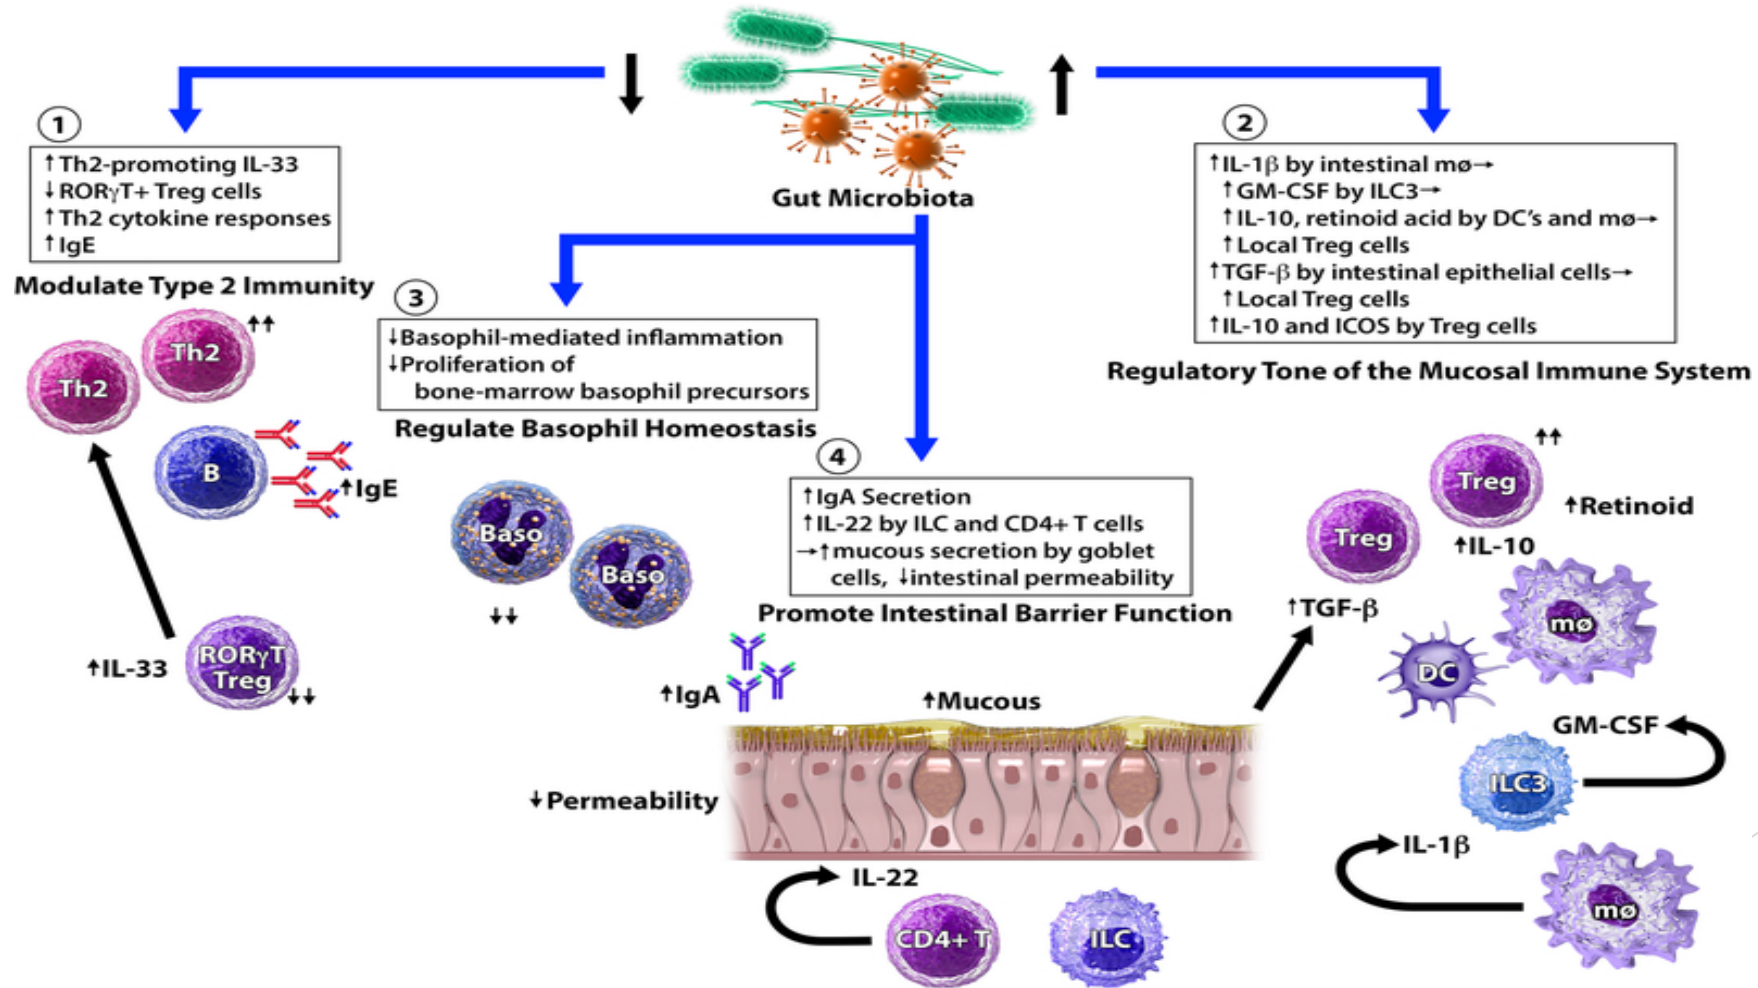 Gut Microbiota
1
↑Th2-promoting IL-33
↓RORγT+ Treg cells
↑Th2 cytokine responses
↑IgE
Modulate Type 2 Immunity
Th2
Th2
↑↑
B
↑IgE
↑IL-33
RORγT
Treg
↓↓
2
↑IL-1β by intestinal mø→
↑GM-CSF by ILC3→
↑IL-10, retinoid acid by DC's and mø→
↑Local Treg cells
↑TGF-β by intestinal epithelial cells→
↑Local Treg cells
↑IL-10 and ICOS by Treg cells
Regulatory Tone of the Mucosal Immune System
Treg
↑↑
Treg
↑Retinoid
↑IL-10
↑TGF-β
mø
DC
GM-CSF
ILC3
IL-1β
mø
3
↓Basophil-mediated inflammation
↓Proliferation of
bone-marrow basophil precursors
Regulate Basophil Homeostasis
Baso
Baso
↓↓
4
↑IgA Secretion
↑IL-22 by ILC and CD4+ T cells
→↑mucous secretion by goblet
cells, ↓intestinal permeability
Promote Intestinal Barrier Function
↑IgA
↑Mucous
↓Permeability
IL-22
CD4+ T
ILC